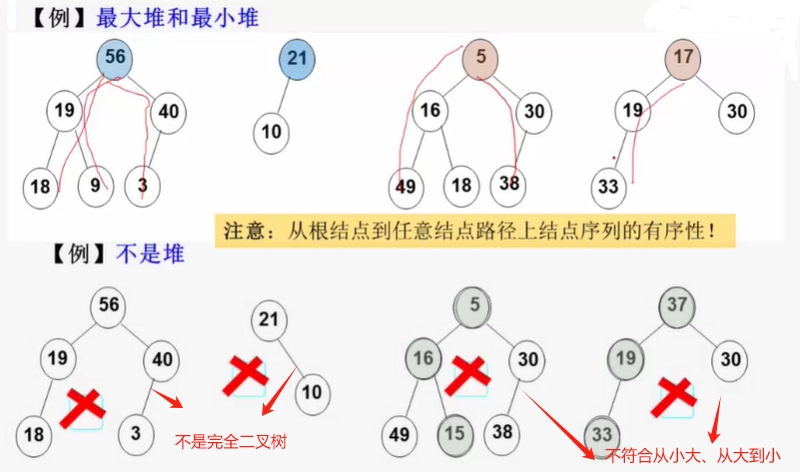 【例】最大堆和最小堆
56 21 5 17
19 40 10 16 30 19 30
18 9 3 49 18 38 33
注意：从根结点到任意结点路径上结点序列的有序性！
【例】不是堆
56 21 5 37
19 40 10 16 30 19 30
18 3 49 15 38 33
不是完全二叉树
不符合从小大、从大到小